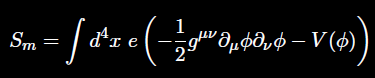 $S_m = \int d^4x \, e \left( -\frac{1}{2} g^{\mu\nu} \partial_\mu \phi \partial_\nu \phi - V(\phi) \right)$